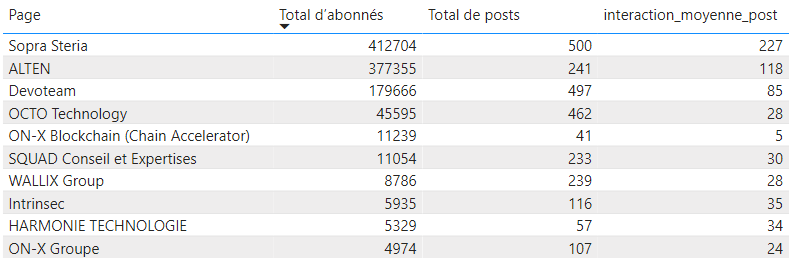 Page Total d’abonnés Total de posts interaction_moyenne_post
Sopra Steria 412704 500 227
ALTEN 377355 241 118
Devoteam 179666 497 85
OCTO Technology 45595 462 28
ON-X Blockchain (Chain Accelerator) 11239 41 5
SQUAD Conseil et Expertises 11054 233 30
WALLIX Group 8786 239 28
Intrinsec 5935 116 35
HARMONIE TECHNOLOGIE 5329 57 34
ON-X Groupe 4974 107 24